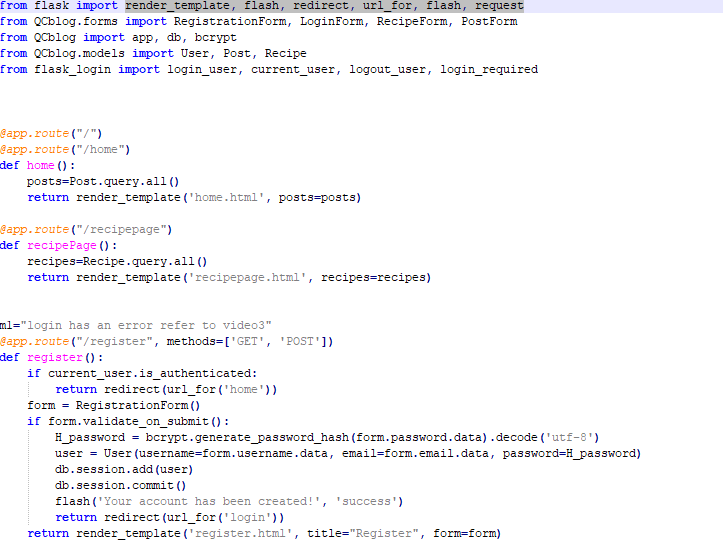 from flask import render_template, flash, redirect, url_for, flash, request
from QCblog.forms import RegistrationForm, LoginForm, RecipeForm, PostForm
from QCblog import app, db, bcrypt
from QCblog.models import User, Post, Recipe
from flask_login import login_user, current_user, logout_user, login_required
@app.route("/")
@app.route("/home")
def home():
    posts=Post.query.all()
    return render_template('home.html', posts=posts)
@app.route("/recipepage")
def recipePage():
    recipes=Recipe.query.all()
    return render_template('recipepage.html', recipes=recipes)
ml="login has an error refer to video3"
@app.route("/register", methods=['GET', 'POST'])
def register():
    if current_user.is_authenticated:
        return redirect(url_for('home'))
    form = RegistrationForm()
    if form.validate_on_submit():
        H_password = bcrypt.generate_password_hash(form.password.data).decode('utf-8')
        user = User(username=form.username.data, email=form.email.data, password=H_password)
        db.session.add(user)
        db.session.commit()
        flash('Your account has been created!', 'success')
        return redirect(url_for('login'))
    return render_template('register.html', title="Register", form=form)